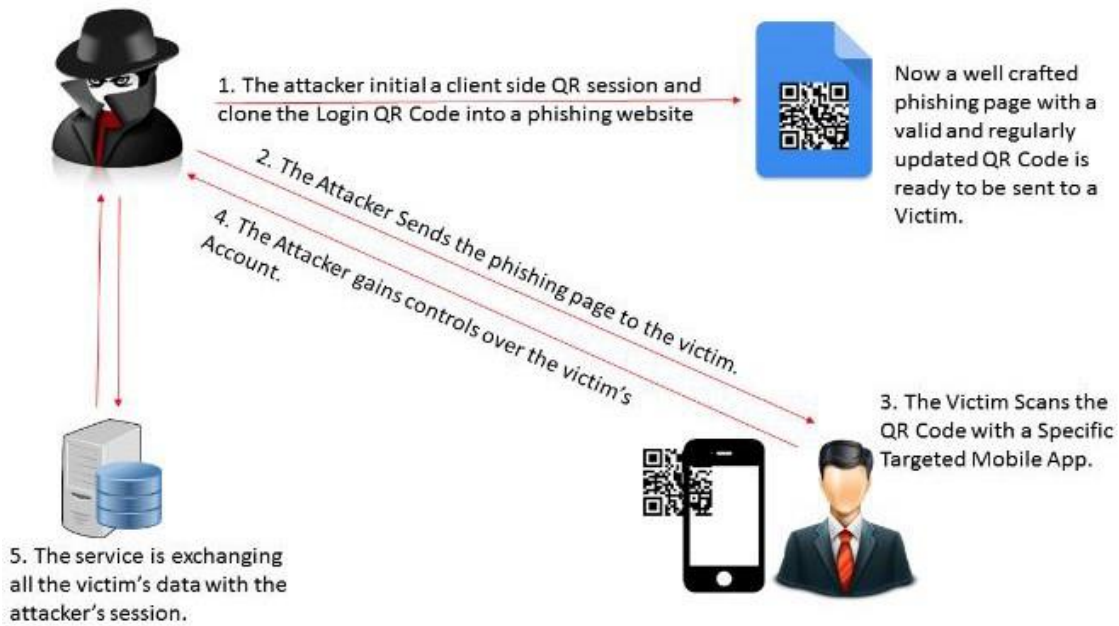 1. The attacker initial a client side QR session and
clone the Login QR Code into a phishing website
Now a well crafted
phishing page with a
valid and regularly
updated QR Code is
ready to be sent to a
Victim.
2. The Attacker Sends the phishing page to the victim.
4. The Attacker gains controls over the victim's
Account.
3. The Victim Scans the
QR Code with a Specific
Targeted Mobile App.
5. The service is exchanging
all the victim's data with the
attacker's session.